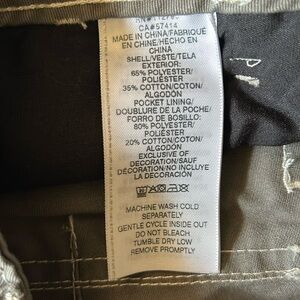 CA#57414
MADE IN CHINA/FABRIQUÉ
EN CHINE/HECHO EN
CHINA
SHELL/VESTE/TELA
EXTERIOR:
65% POLYESTER/
POLIÉSTER
35% COTTON/COTON/
ALGODÓN
POCKET LINING/
DOUBLURE DE LA POCHE/
FORRO DE BOSILLO:
80% POLYESTER/
POLIÉSTER
20% COTTON/COTON/
ALGODÓN
EXCLUSIVE OF
DECORATION/SAUF
DÉCORATION/NO INCLUYE
LA DECORACIÓN
MACHINE WASH COLD
SEPARATELY
GENTLE CYCLE INSIDE OUT
DO NOT BLEACH
TUMBLE DRY LOW
REMOVE PROMPTLY